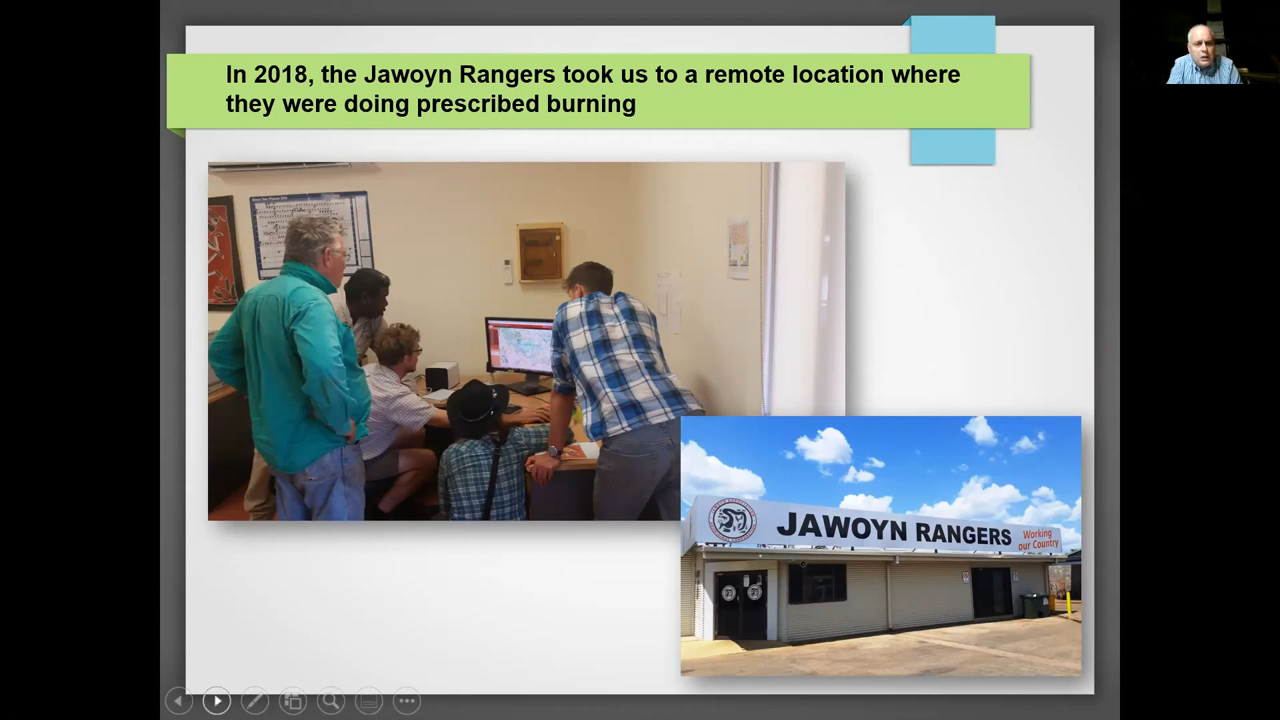 In 2018, the Jawoyn Rangers took us to a remote location where
they were doing prescribed burning
JAWOYN RANGERS
Working
our Country